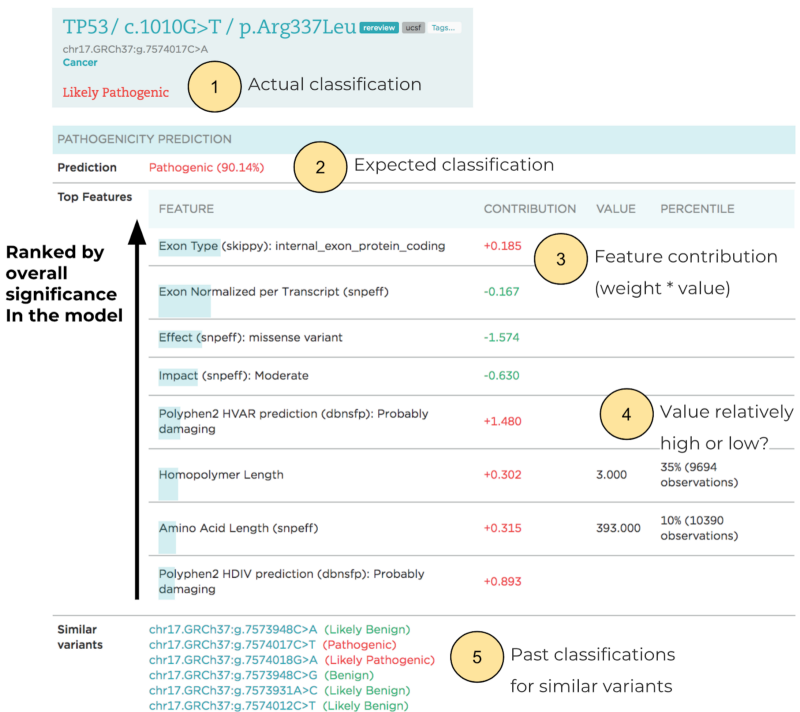 TP53/ c.1010G>T / p.Arg337Leu rereview ucsf Tags...
chr17.GRCh37:g.7574017C>A
Cancer
Likely Pathogenic
1 Actual classification
PATHOGENICITY PREDICTION
Prediction Pathogenic (90.14%)
2 Expected classification
Top Features
FEATURE CONTRIBUTION VALUE PERCENTILE
Ranked by
overall
significance
In the model
Exon Type (skippy): internal_exon_protein_coding +0.185
3 Feature contribution
(weight * value)
Exon Normalized per Transcript (snpeff) -0.167
Effect (snpeff): missense variant -1.574
Impact (snpeff): Moderate -0.630
Polyphen2 HVAR prediction (dbnsfp): Probably
damaging +1.480
4 Value relatively
high or low?
Homopolymer Length +0.302 3.000 35% (9694
observations)
Amino Acid Length (snpeff) +0.315 393.000 10% (10390
observations)
Polyphen2 HDIV prediction (dbnsfp): Probably
damaging +0.893
Similar
variants
chr17.GRCh37:g.7573948C>A (Likely Benign)
chr17.GRCh37:g.7574017C>T (Pathogenic)
chr17.GRCh37:g.7574018G>A (Likely Pathogenic)
chr17.GRCh37:g.7573948C>G (Benign)
chr17.GRCh37:g.7573931A>C (Likely Benign)
chr17.GRCh37:g.7574012C>T (Likely Benign)
5 Past classifications
for similar variants